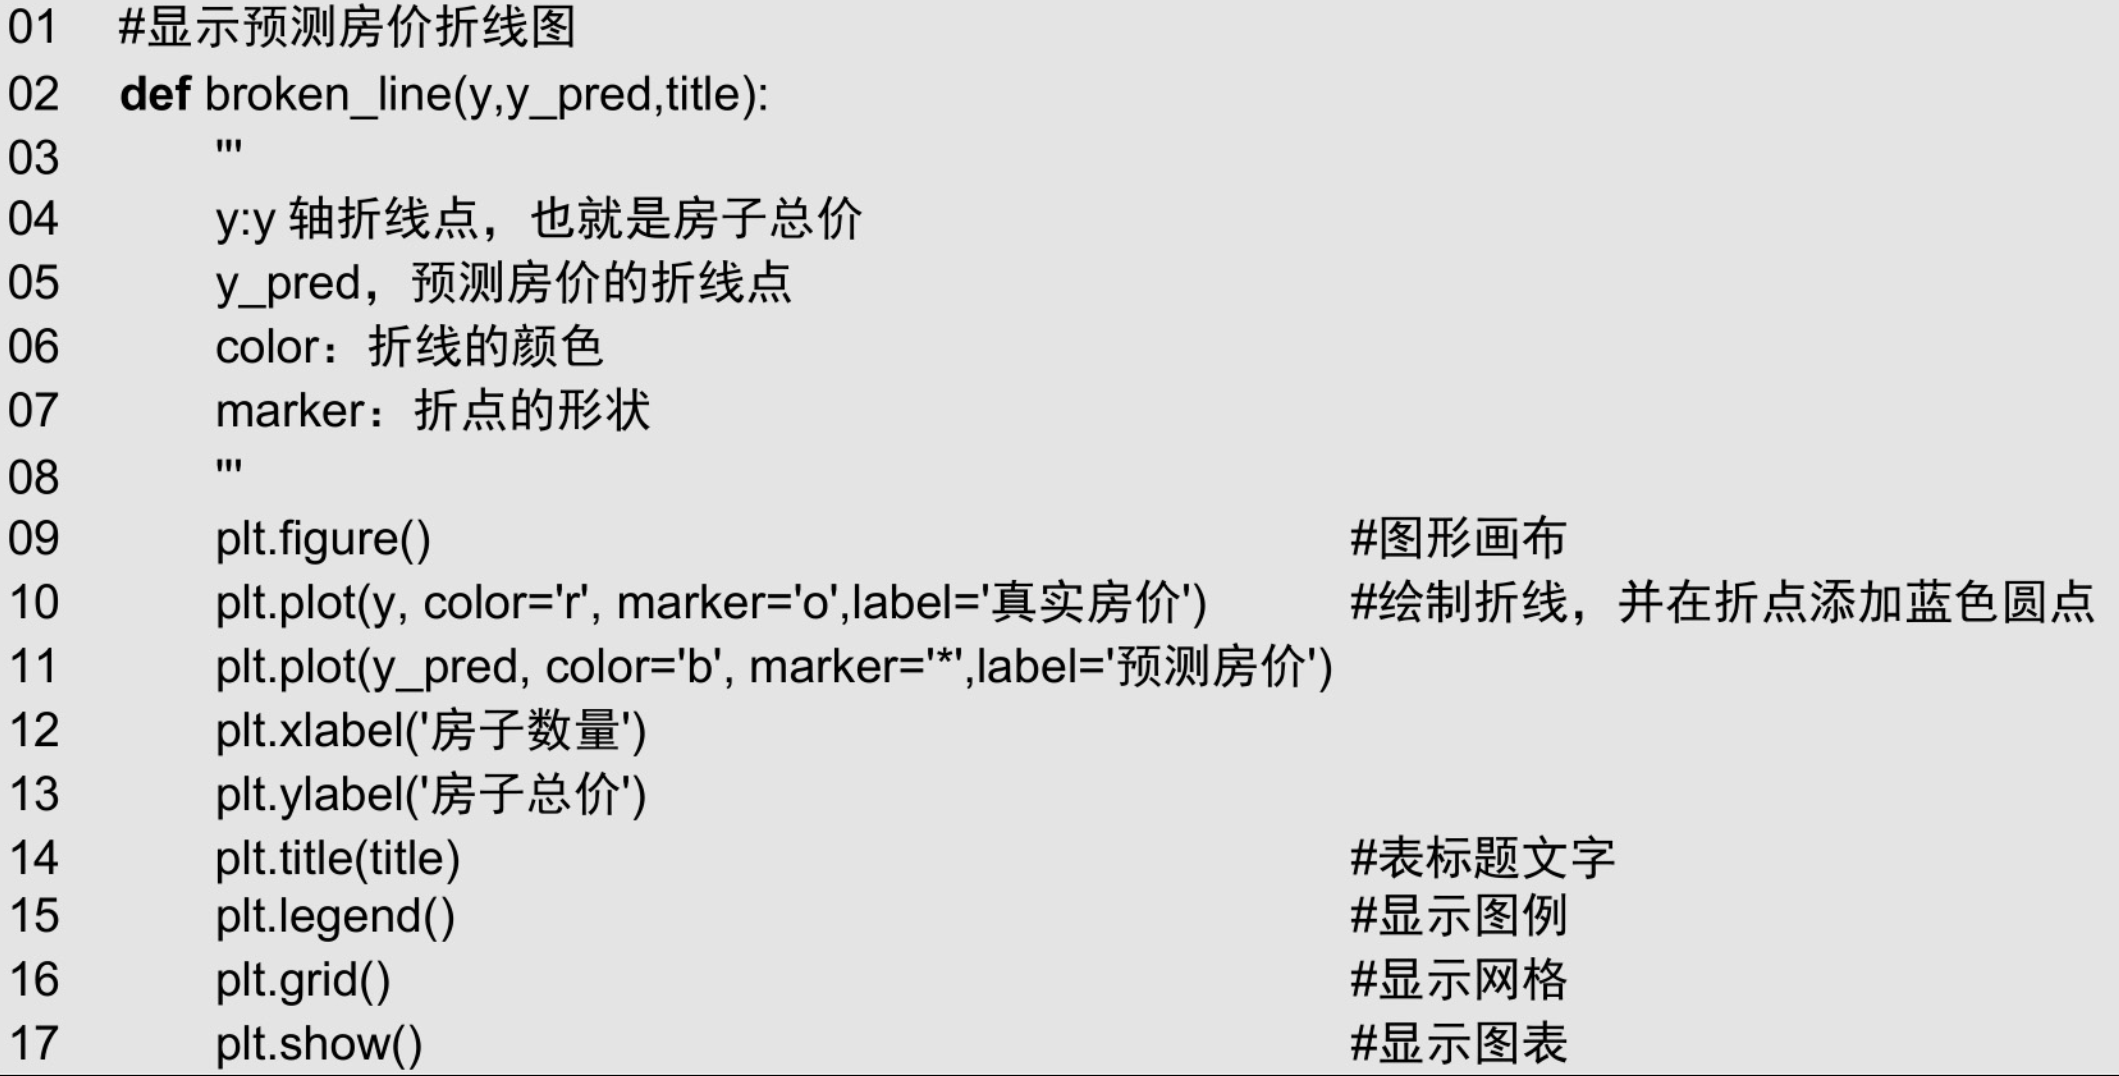 01 #显示预测房价折线图
02 def broken_line(y,y_pred,title):
03 '''
04 y:y 轴折线点，也就是房子总价
05 y_pred，预测房价的折线点
06 color：折线的颜色
07 marker：折点的形状
08 '''
09 plt.figure() #图形画布
10 plt.plot(y, color='r', marker='o',label='真实房价') #绘制折线，并在折点添加蓝色圆点
11 plt.plot(y_pred, color='b', marker='*',label='预测房价')
12 plt.xlabel('房子数量')
13 plt.ylabel('房子总价')
14 plt.title(title) #表标题文字
15 plt.legend() #显示图例
16 plt.grid() #显示网格
17 plt.show() #显示图表